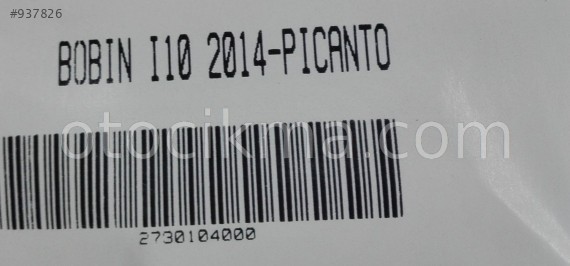 #937826
BOBIN I10 2014-PICANTO
otocikma.com
2730104000